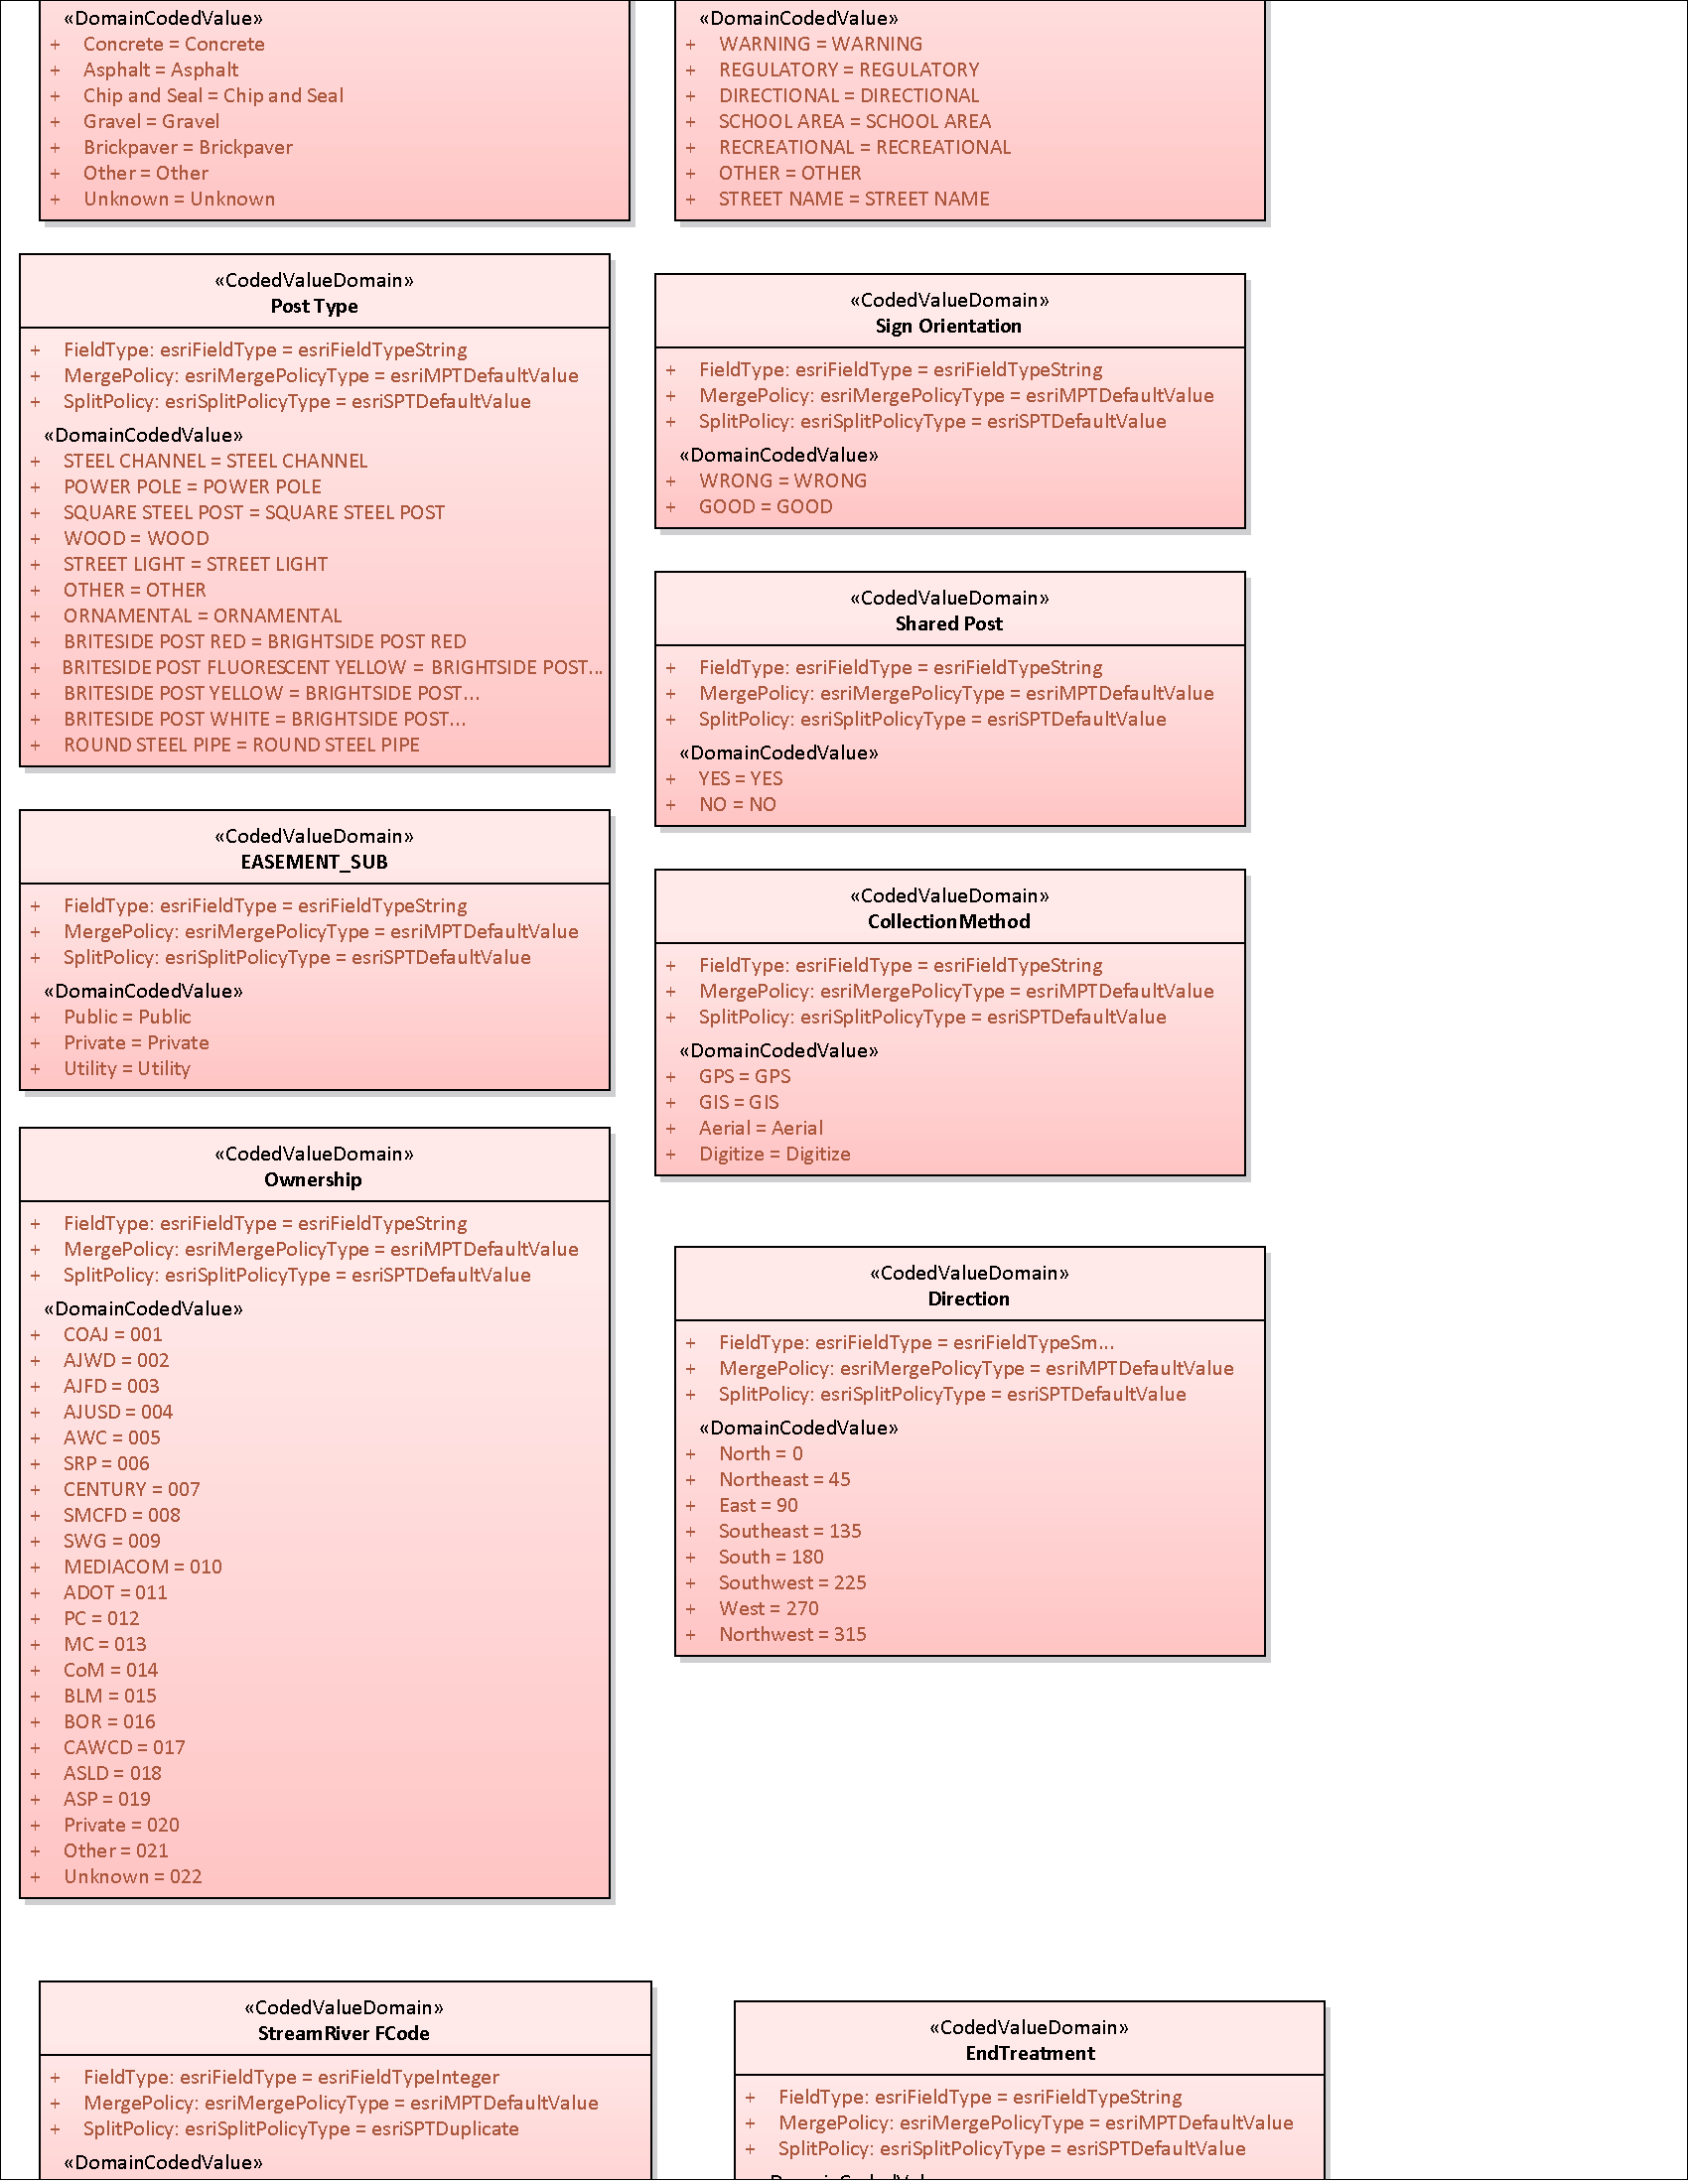 «DomainCodedValue»
+ Concrete = Concrete
+ Asphalt = Asphalt
+ Chip and Seal = Chip and Seal
+ Gravel = Gravel
+ Brickpaver = Brickpaver
+ Other = Other
+ Unknown = Unknown
«DomainCodedValue»
+ WARNING = WARNING
+ REGULATORY = REGULATORY
+ DIRECTIONAL = DIRECTIONAL
+ SCHOOL AREA = SCHOOL AREA
+ RECREATIONAL = RECREATIONAL
+ OTHER = OTHER
+ STREET NAME = STREET NAME
«CodedValueDomain»
Post Type
+ FieldType: esriFieldType = esriFieldTypeString
+ MergePolicy: esriMergePolicyType = esriMPTDefaultValue
+ SplitPolicy: esriSplitPolicyType = esriSPTDefaultValue
«DomainCodedValue»
+ STEEL CHANNEL = STEEL CHANNEL
+ POWER POLE = POWER POLE
+ SQUARE STEEL POST = SQUARE STEEL POST
+ WOOD = WOOD
+ STREET LIGHT = STREET LIGHT
+ OTHER = OTHER
+ ORNAMENTAL = ORNAMENTAL
+ BRITESIDE POST RED = BRIGHTSIDE POST RED
+ BRITESIDE POST FLUORESCENT YELLOW = BRIGHTSIDE POST...
+ BRITESIDE POST YELLOW = BRIGHTSIDE POST...
+ BRITESIDE POST WHITE = BRIGHTSIDE POST...
+ ROUND STEEL PIPE = ROUND STEEL PIPE
«CodedValueDomain»
Sign Orientation
+ FieldType: esriFieldType = esriFieldTypeString
+ MergePolicy: esriMergePolicyType = esriMPTDefaultValue
+ SplitPolicy: esriSplitPolicyType = esriSPTDefaultValue
«DomainCodedValue»
+ WRONG = WRONG
+ GOOD = GOOD
«CodedValueDomain»
Shared Post
+ FieldType: esriFieldType = esriFieldTypeString
+ MergePolicy: esriMergePolicyType = esriMPTDefaultValue
+ SplitPolicy: esriSplitPolicyType = esriSPTDefaultValue
«DomainCodedValue»
+ YES = YES
+ NO = NO
«CodedValueDomain»
EASEMENT_SUB
+ FieldType: esriFieldType = esriFieldTypeString
+ MergePolicy: esriMergePolicyType = esriMPTDefaultValue
+ SplitPolicy: esriSplitPolicyType = esriSPTDefaultValue
«DomainCodedValue»
+ Public = Public
+ Private = Private
+ Utility = Utility
«CodedValueDomain»
CollectionMethod
+ FieldType: esriFieldType = esriFieldTypeString
+ MergePolicy: esriMergePolicyType = esriMPTDefaultValue
+ SplitPolicy: esriSplitPolicyType = esriSPTDefaultValue
«DomainCodedValue»
+ GPS = GPS
+ GIS = GIS
+ Aerial = Aerial
+ Digitize = Digitize
«CodedValueDomain»
Ownership
+ FieldType: esriFieldType = esriFieldTypeString
+ MergePolicy: esriMergePolicyType = esriMPTDefaultValue
+ SplitPolicy: esriSplitPolicyType = esriSPTDefaultValue
«DomainCodedValue»
+ COAJ = 001
+ AJWD = 002
+ AJFD = 003
+ AJUSD = 004
+ AWC = 005
+ SRP = 006
+ CENTURY = 007
+ SMCFD = 008
+ SWG = 009
+ MEDIACOM = 010
+ ADOT = 011
+ PC = 012
+ MC = 013
+ CoM = 014
+ BLM = 015
+ BOR = 016
+ CAWCD = 017
+ ASLD = 018
+ ASP = 019
+ Private = 020
+ Other = 021
+ Unknown = 022
«CodedValueDomain»
Direction
+ FieldType: esriFieldType = esriFieldTypeSm...
+ MergePolicy: esriMergePolicyType = esriMPTDefaultValue
+ SplitPolicy: esriSplitPolicyType = esriSPTDefaultValue
«DomainCodedValue»
+ North = 0
+ Northeast = 45
+ East = 90
+ Southeast = 135
+ South = 180
+ Southwest = 225
+ West = 270
+ Northwest = 315
«CodedValueDomain»
StreamRiver FCode
+ FieldType: esriFieldType = esriFieldTypeInteger
+ MergePolicy: esriMergePolicyType = esriMPTDefaultValue
+ SplitPolicy: esriSplitPolicyType = esriSPTDuplicate
«DomainCodedValue»
«CodedValueDomain»
EndTreatment
+ FieldType: esriFieldType = esriFieldTypeString
+ MergePolicy: esriMergePolicyType = esriMPTDefaultValue
+ SplitPolicy: esriSplitPolicyType = esriSPTDefaultValue